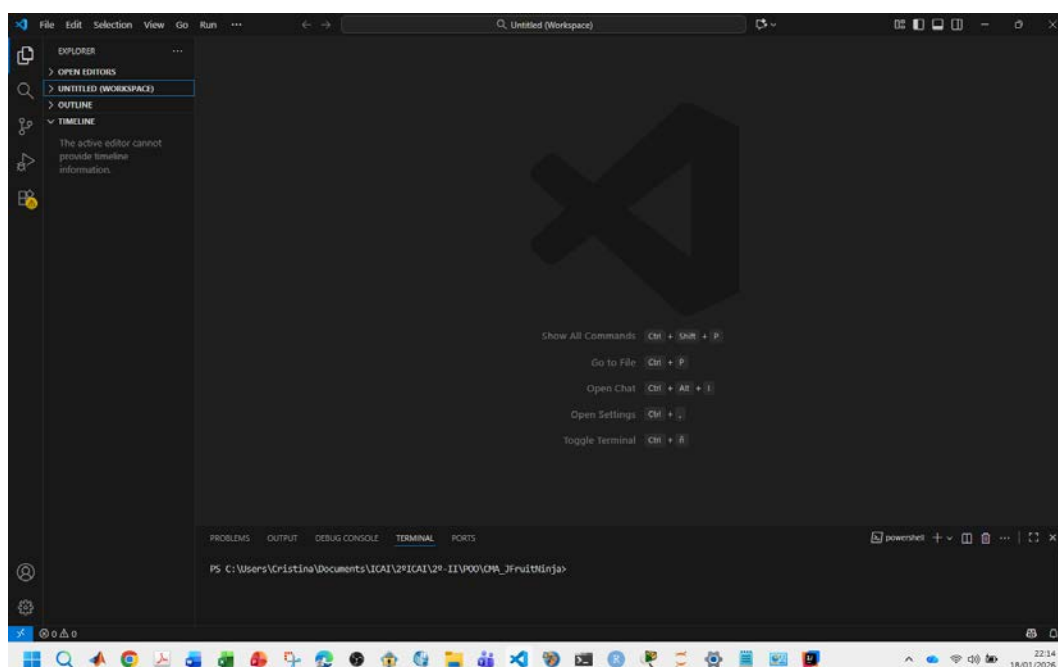 File Edit Selection View Go Run ...
Untitled (Workspace)
EXPLORER
OPEN EDITORS
UNTITLED (WORKSPACE)
OUTLINE
TIMELINE
The active editor cannot
provide timeline
information.
Show All Commands Ctrl + Shift + P
Go to File Ctrl + P
Open Chat Ctrl + Alt + I
Open Settings Ctrl + ,
Toggle Terminal Ctrl + ñ
PROBLEMS OUTPUT DEBUG CONSOLE TERMINAL PORTS
powershell
PS C:\Users\Cristina\Documents\ICAI\2ºICAI\2º-II\POO\CMA_JFruitNinja>
0 0
22:14